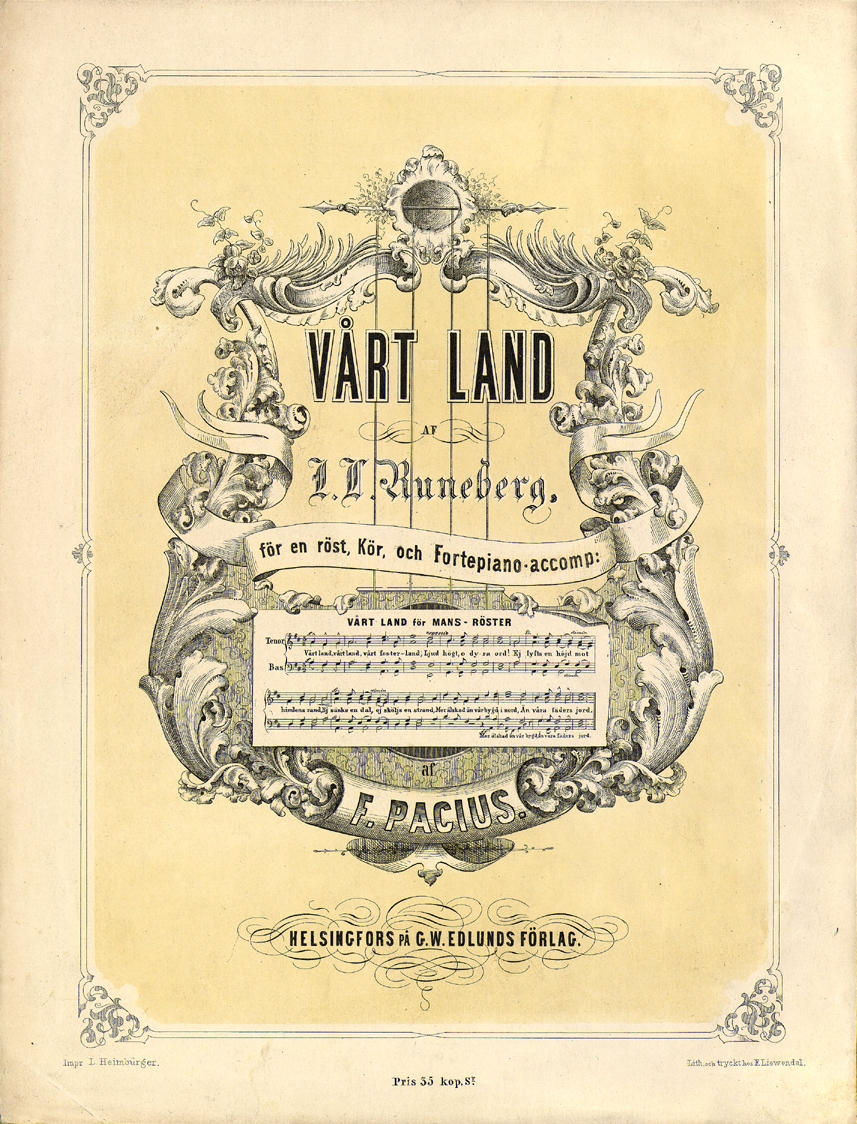 VÅRT LAND
AF
J. L. Runeberg.
för en röst, Kör, och Fortepiano-accomp:
VÅRT LAND för MANS - RÖSTER
Tenor
Vårt land, vårt land, vårt foster-land, Ljud högt, o dy-ra ord! Ej lyfts en höjd mot
Bas
himlens rand, Ej sänks en dal, ej sköljs en strand, Mer älskad än vår bygd i nord, Än våra fäders jord.
Mer älskad än vår bygd, än våra fäders jord.
af
F. PACIUS.
HELSINGFORS PÅ G.W. EDLUNDS FÖRLAG.
Impr L. Heimbürger.
Lith. och tryckt hos F. Liewendal.
Pris 35 kop. Sr